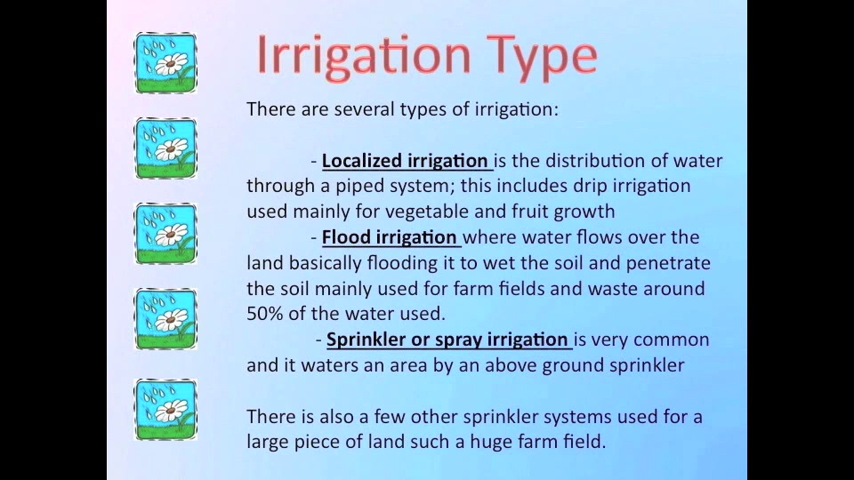 Irrigation Type
There are several types of irrigation:
- Localized irrigation is the distribution of water
through a piped system; this includes drip irrigation
used mainly for vegetable and fruit growth
- Flood irrigation where water flows over the
land basically flooding it to wet the soil and penetrate
the soil mainly used for farm fields and waste around
50% of the water used.
- Sprinkler or spray irrigation is very common
and it waters an area by an above ground sprinkler
There is also a few other sprinkler systems used for a
large piece of land such a huge farm field.